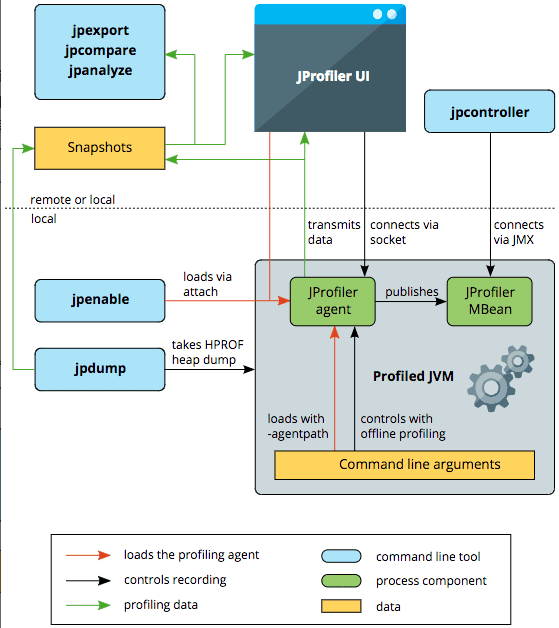 jpexport
jpcompare
jpanalyze
JProfiler UI
jpcontroller
Snapshots
remote or local
local
transmits
data
connects via
socket
connects
via JMX
loads via
attach
jpenable
JProfiler
agent
publishes
JProfiler
MBean
takes HPROF
heap dump
jpdump
Profiled JVM
loads with
-agentpath
controls with
offline profiling
Command line arguments
loads the profiling agent
command line tool
controls recording
process component
profiling data
data